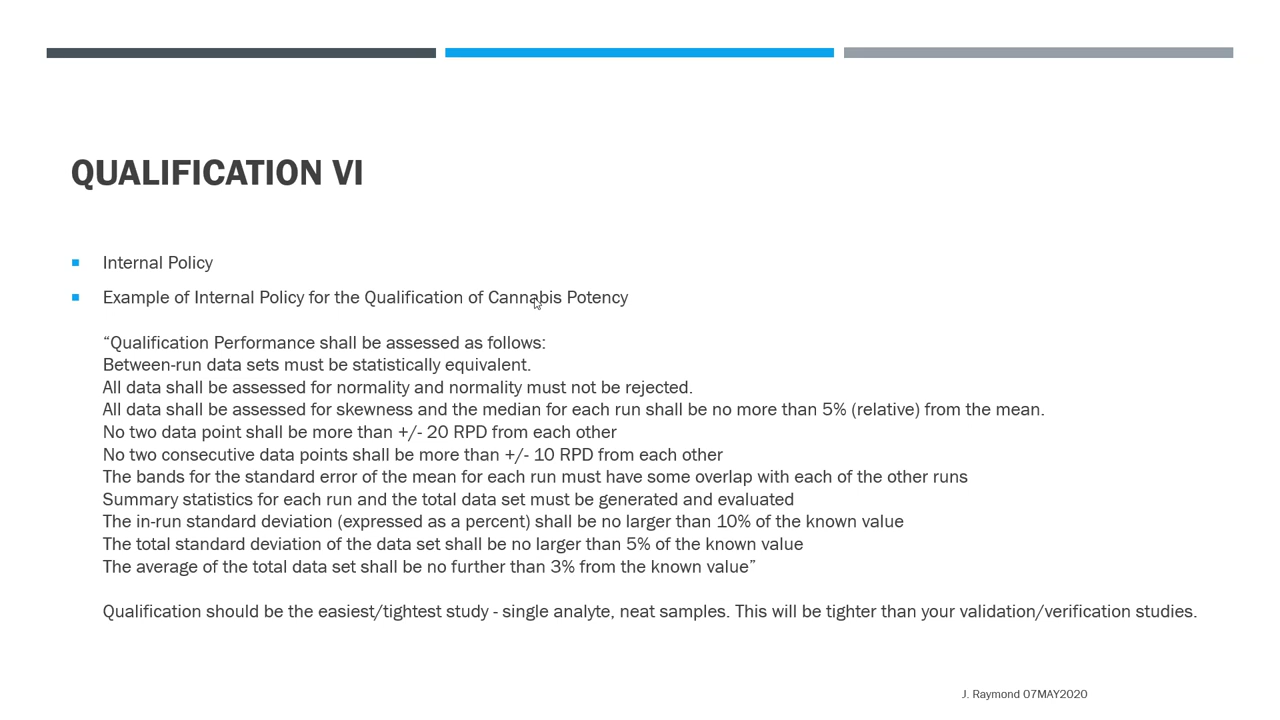 QUALIFICATION VI
Internal Policy
Example of Internal Policy for the Qualification of Cannabis Potency
“Qualification Performance shall be assessed as follows:
Between-run data sets must be statistically equivalent.
All data shall be assessed for normality and normality must not be rejected.
All data shall be assessed for skewness and the median for each run shall be no more than 5% (relative) from the mean.
No two data point shall be more than +/- 20 RPD from each other
No two consecutive data points shall be more than +/- 10 RPD from each other
The bands for the standard error of the mean for each run must have some overlap with each of the other runs
Summary statistics for each run and the total data set must be generated and evaluated
The in-run standard deviation (expressed as a percent) shall be no larger than 10% of the known value
The total standard deviation of the data set shall be no larger than 5% of the known value
The average of the total data set shall be no further than 3% from the known value”
Qualification should be the easiest/tightest study - single analyte, neat samples. This will be tighter than your validation/verification studies.
J. Raymond 07MAY2020